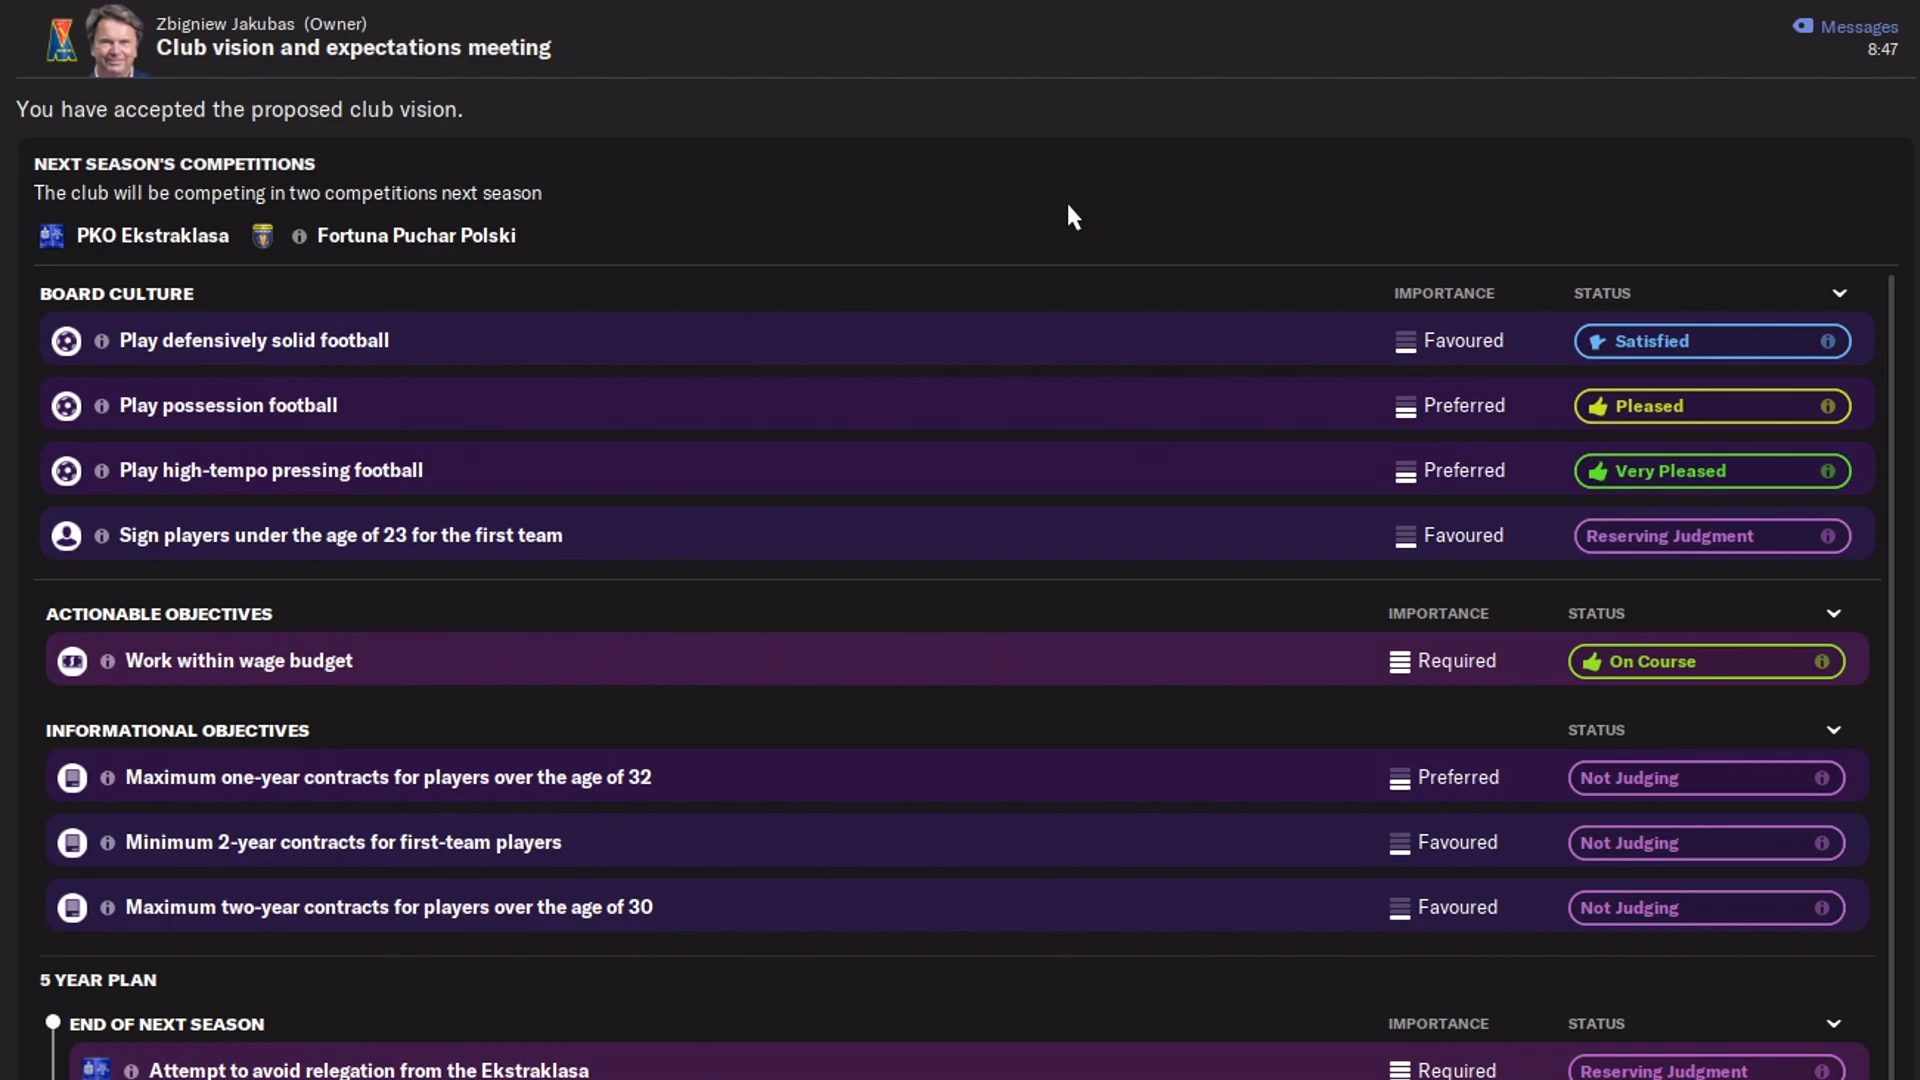 Zbigniew Jakubas (Owner)
Club vision and expectations meeting
Messages
8:47
You have accepted the proposed club vision.
NEXT SEASON'S COMPETITIONS
The club will be competing in two competitions next season
PKO Ekstraklasa Fortuna Puchar Polski
BOARD CULTURE IMPORTANCE STATUS
Play defensively solid football Favoured Satisfied
Play possession football Preferred Pleased
Play high-tempo pressing football Preferred Very Pleased
Sign players under the age of 23 for the first team Favoured Reserving Judgment
ACTIONABLE OBJECTIVES IMPORTANCE STATUS
Work within wage budget Required On Course
INFORMATIONAL OBJECTIVES STATUS
Maximum one-year contracts for players over the age of 32 Preferred Not Judging
Minimum 2-year contracts for first-team players Favoured Not Judging
Maximum two-year contracts for players over the age of 30 Favoured Not Judging
5 YEAR PLAN
END OF NEXT SEASON IMPORTANCE STATUS
Attempt to avoid relegation from the Ekstraklasa Required Reserving Judgment